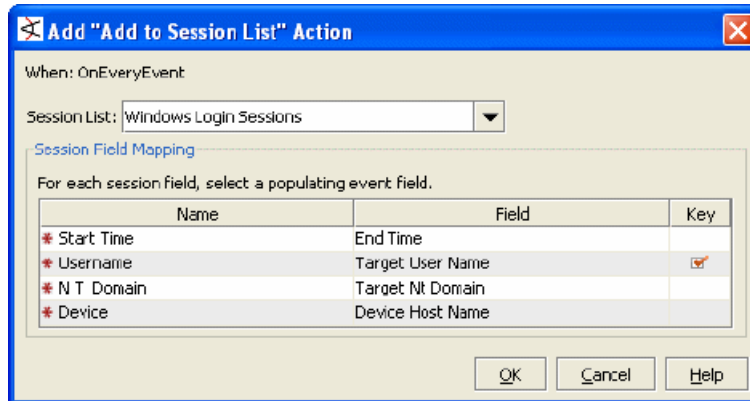 Add "Add to Session List" Action
When: OnEveryEvent
Session List: Windows Login Sessions
Session Field Mapping
For each session field, select a populating event field.
Name Field Key
* Start Time End Time
* Username Target User Name
* N T Domain Target Nt Domain
* Device Device Host Name
OK Cancel Help